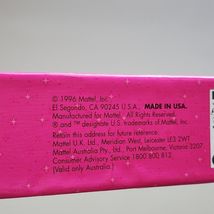 © 1996 Mattel, Inc.
El Segundo, CA 90245 U.S.A. MADE IN U.S.A.
Manufactured for Mattel. All Rights Reserved.
® and ™ designate U.S. trademarks of Mattel, Inc.
Retain this address for future reference:
Mattel U.K. Ltd., Meridian West, Leicester LE3 2WT
Mattel Australia Pty., Ltd., Port Melbourne, Victoria 3207.
Consumer Advisory Service 1800 800 812
(Valid only Australia.)